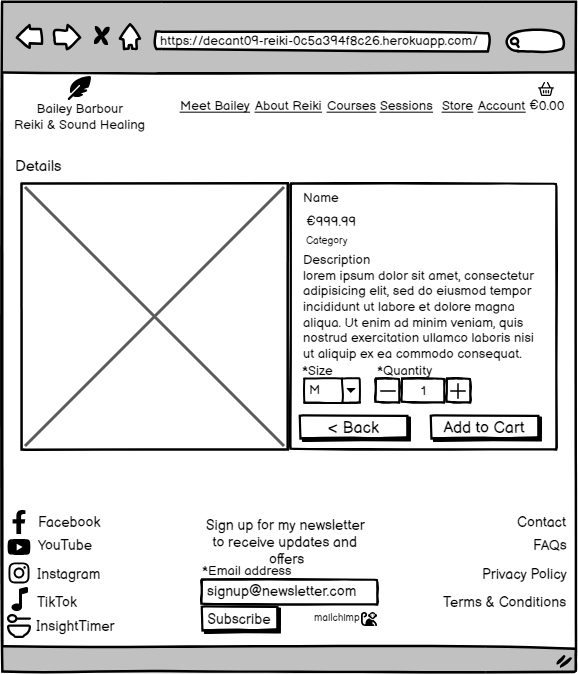 https://decant09-reiki-0c5a394f8c26.herokuapp.com/
Bailey Barbour
Reiki & Sound Healing
Meet Bailey About Reiki Courses Sessions Store Account €0.00
Details
Name
€999.99
Category
Description
lorem ipsum dolor sit amet, consectetur
adipisicing elit, sed do eiusmod tempor
incididunt ut labore et dolore magna
aliqua. Ut enim ad minim veniam, quis
nostrud exercitation ullamco laboris nisi
ut aliquip ex ea commodo consequat.
*Size *Quantity
M 1
< Back Add to Cart
Facebook
YouTube
Instagram
TikTok
InsightTimer
Sign up for my newsletter
to receive updates and
offers
*Email address
signup@newsletter.com
Subscribe
mailchimp
Contact
FAQs
Privacy Policy
Terms & Conditions